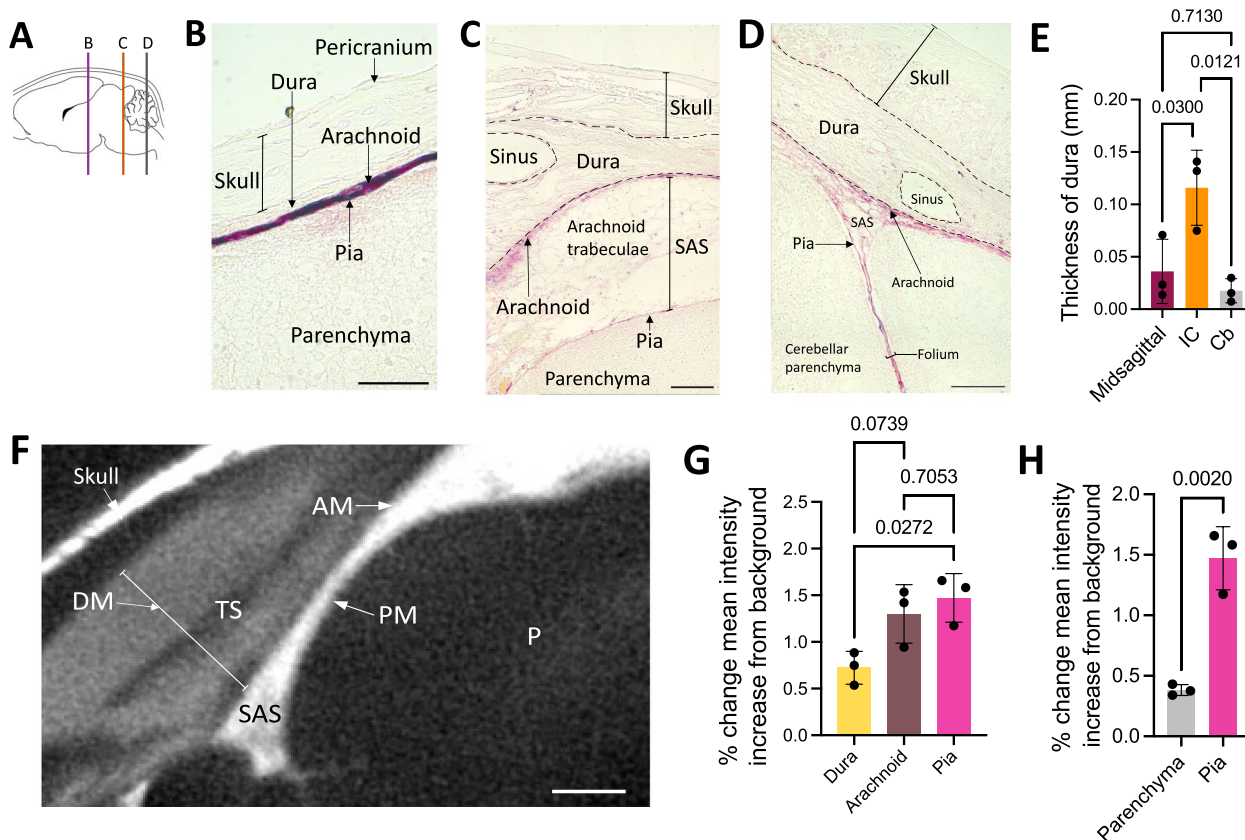 A
B
C
D
B
Pericranium
Dura
Arachnoid
Skull
Pia
Parenchyma
C
Skull
Sinus
Dura
Arachnoid
trabeculae
SAS
Arachnoid
Pia
Parenchyma
D
Skull
Dura
Sinus
SAS
Pia
Arachnoid
Cerebellar
parenchyma
Folium
E
0.7130
0.0121
0.0300
Thickness of dura (mm)
0.20
0.15
0.10
0.05
0.00
Midsagittal
IC
Cb
F
Skull
AM
DM
TS
PM
P
SAS
G
0.0739
0.7053
0.0272
% change mean intensity
increase from background
2.5
2.0
1.5
1.0
0.5
0.0
Dura
Arachnoid
Pia
H
0.0020
% change mean intensity
increase from background
2.0
1.5
1.0
0.5
0.0
Parenchyma
Pia